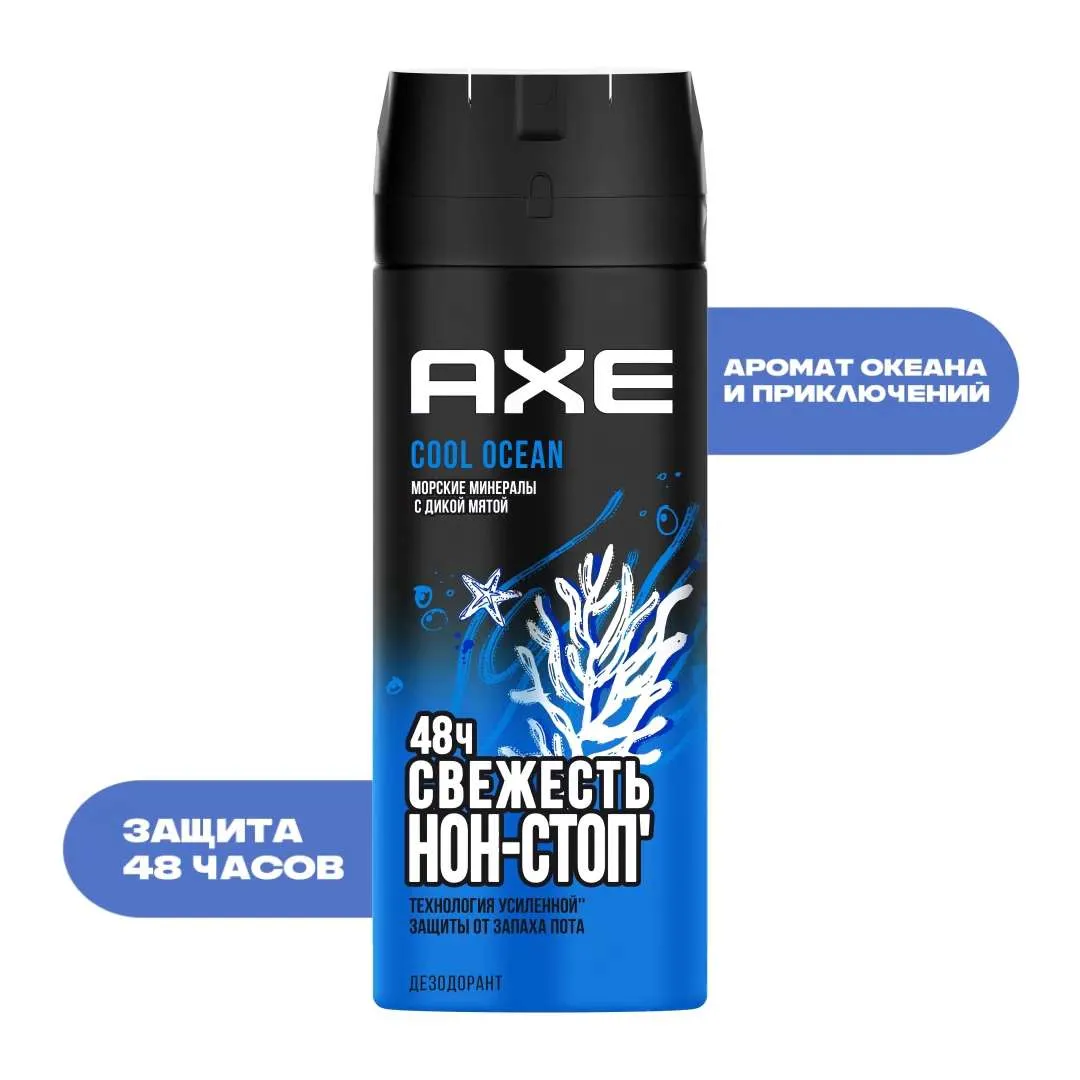 AXE
COOL OCEAN
МОРСКИЕ МИНЕРАЛЫ
С ДИКОЙ МЯТОЙ
АРОМАТ ОКЕАНА
И ПРИКЛЮЧЕНИЙ
48Ч
СВЕЖЕСТЬ
НОН-СТОП'
ЗАЩИТА
48 ЧАСОВ
ТЕХНОЛОГИЯ УСИЛЕННОЙ"
ЗАЩИТЫ ОТ ЗАПАХА ПОТА
ДЕЗОДОРАНТ